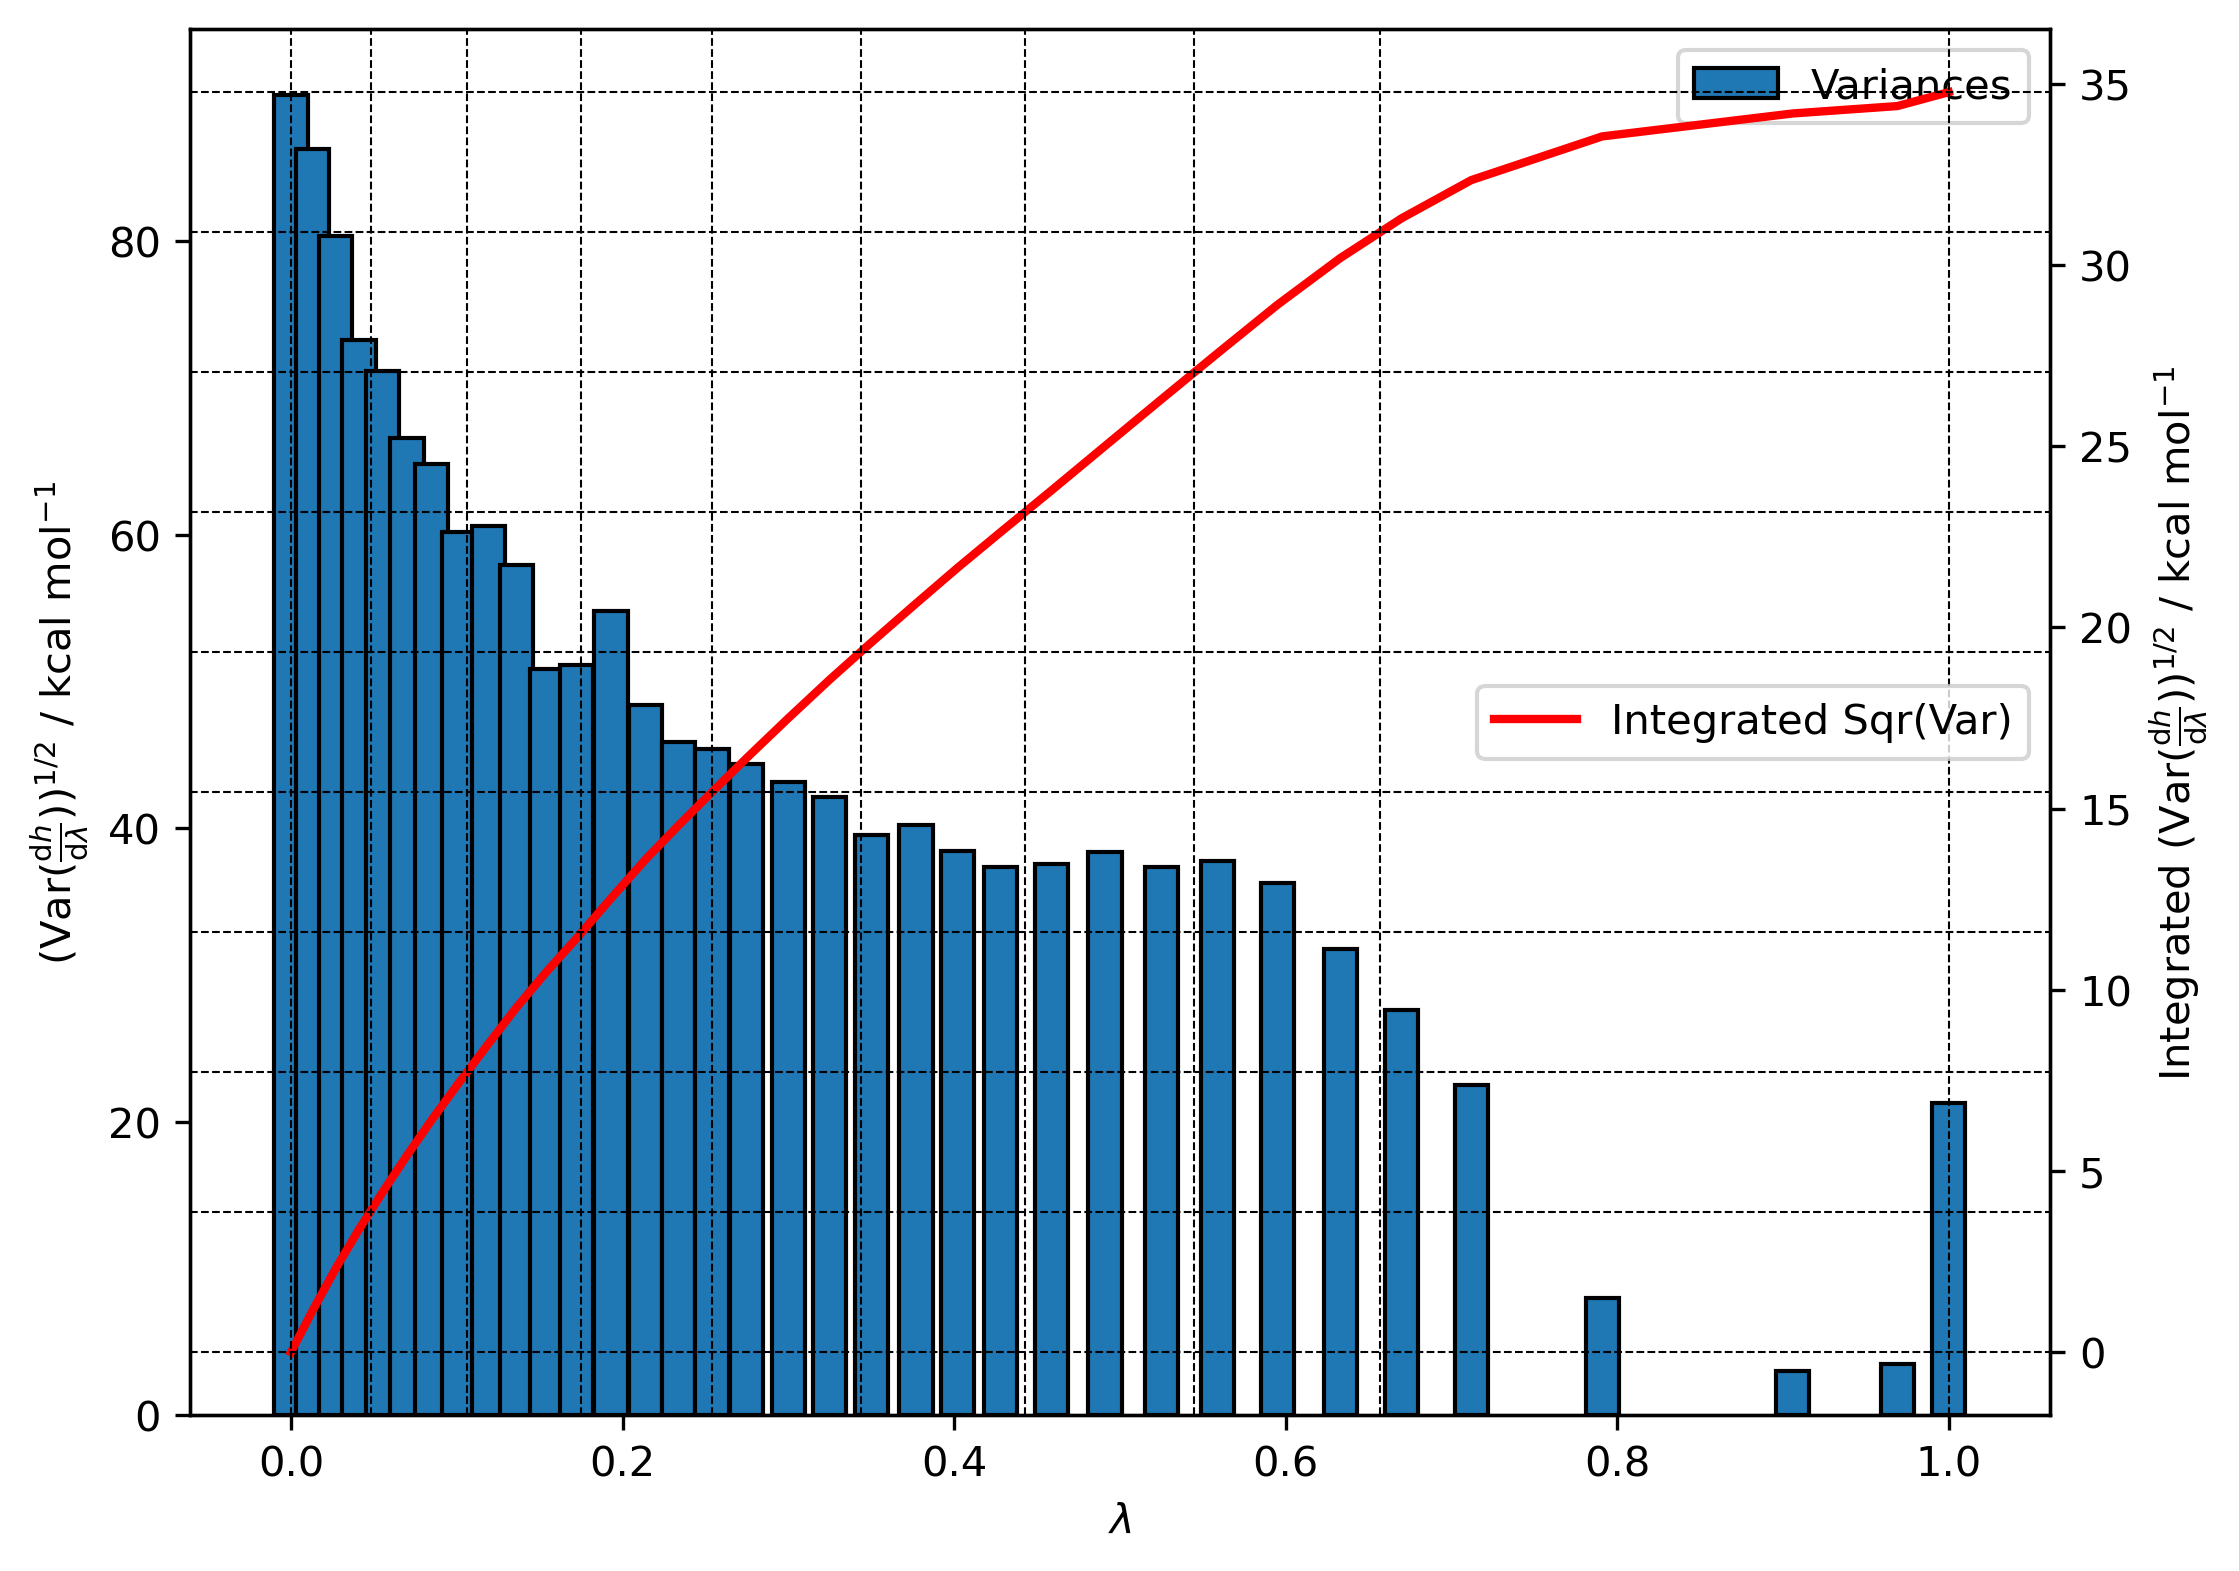 Variances
Integrated Sqr(Var)
(Var(dh/dλ))^1/2 / kcal mol^−1
80
60
40
20
0
35
30
25
20
15
10
5
0
Integrated (Var(dh/dλ))^1/2 / kcal mol^−1
0.0 0.2 0.4 0.6 0.8 1.0
λ